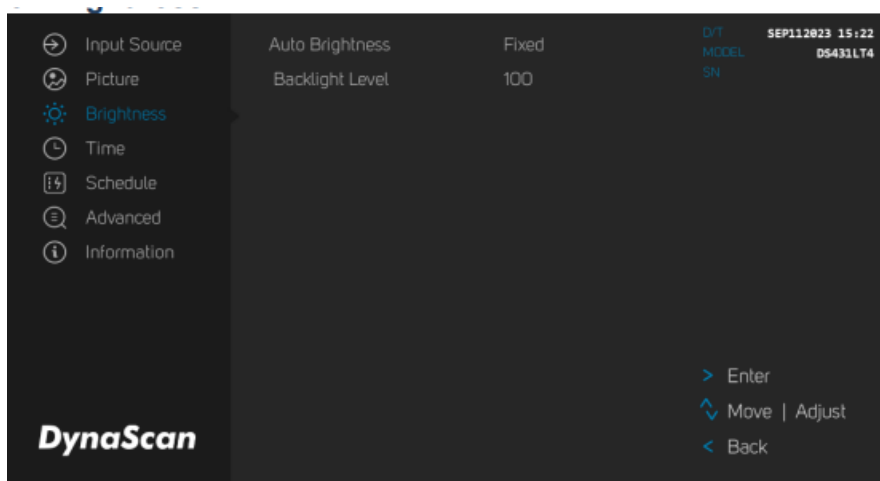 Input Source
Picture
Brightness
Time
Schedule
Advanced
Information
DynaScan
Auto Brightness Fixed
Backlight Level 100
D/T SEP112023 15:22
MODEL DS431LT4
SN
> Enter
Move | Adjust
< Back